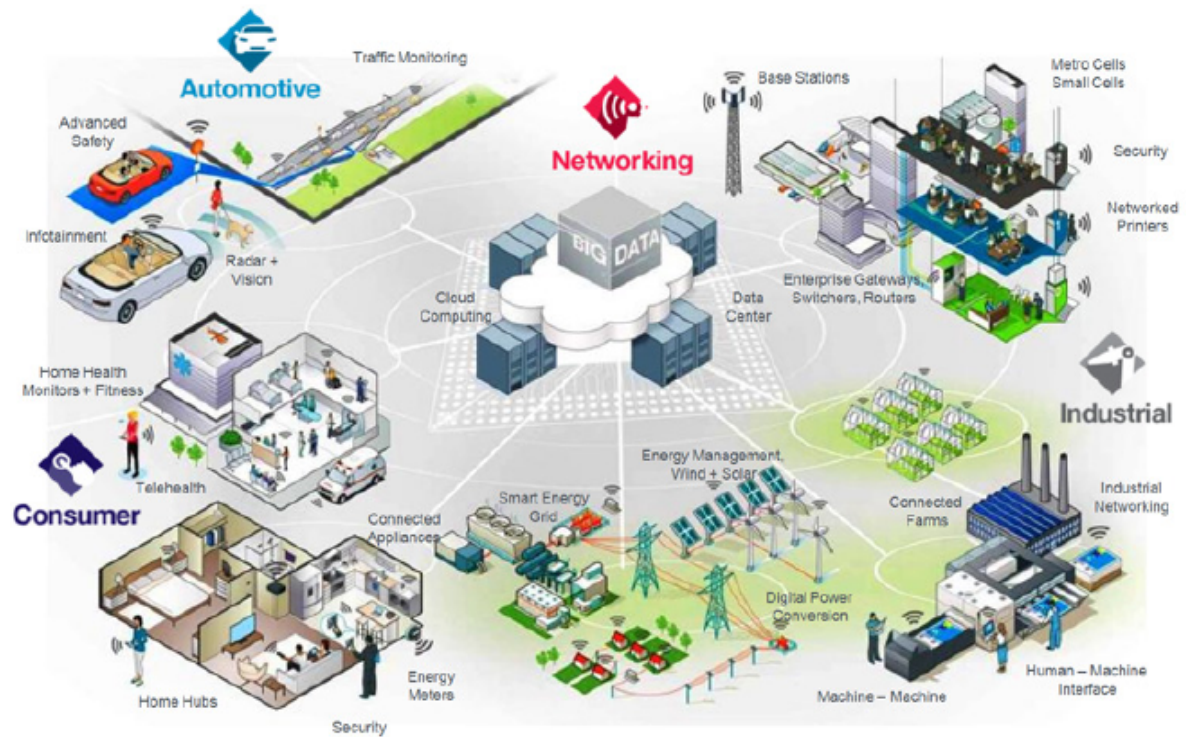 Automotive
Traffic Monitoring
Advanced
Safety
Infotainment
Radar +
Vision
Networking
Base Stations
Metro Cells
Small Cells
Security
Networked
Printers
Enterprise Gateways,
Switchers, Routers
BIG DATA
Cloud
Computing
Data
Center
Home Health
Monitors + Fitness
Telehealth
Consumer
Connected
Appliances
Home Hubs
Security
Energy
Meters
Smart Energy
Grid
Energy Management,
Wind + Solar
Digital Power
Conversion
Industrial
Connected
Farms
Industrial
Networking
Machine – Machine
Human – Machine
Interface